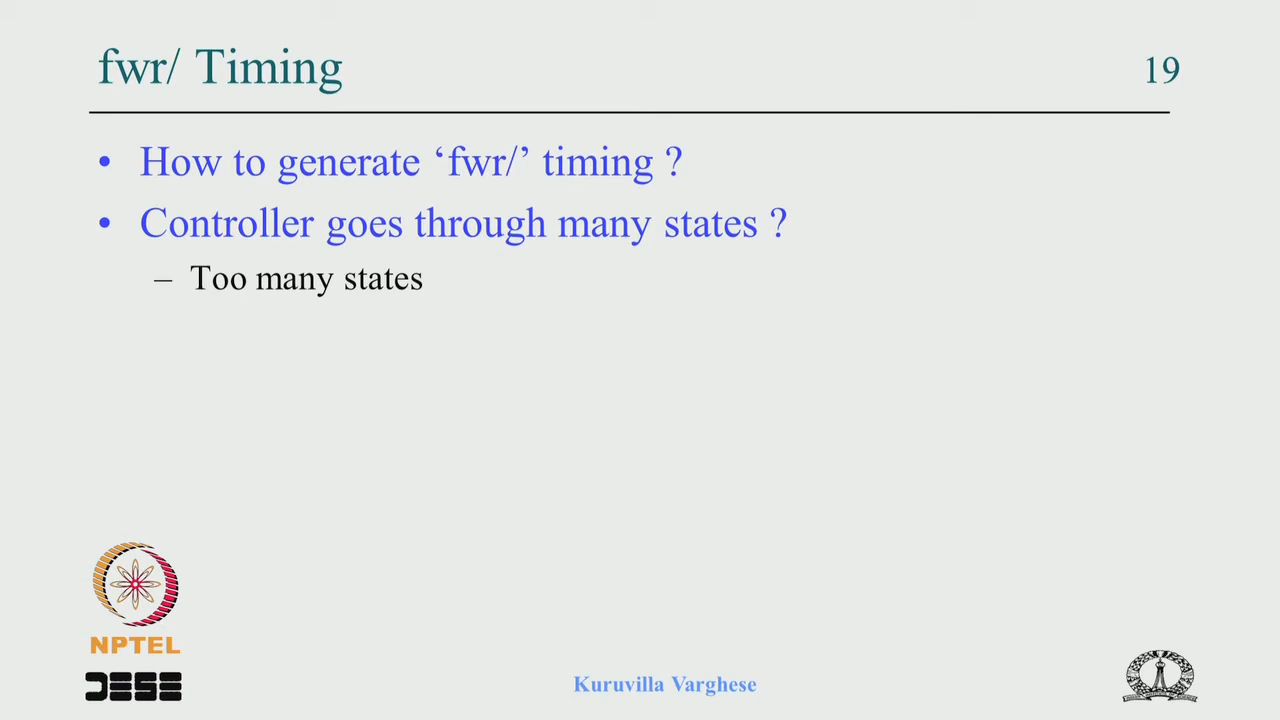 fwr/ Timing
19
• How to generate ‘fwr/’ timing ?
• Controller goes through many states ?
– Too many states
NPTEL
DESE
Kuruvilla Varghese